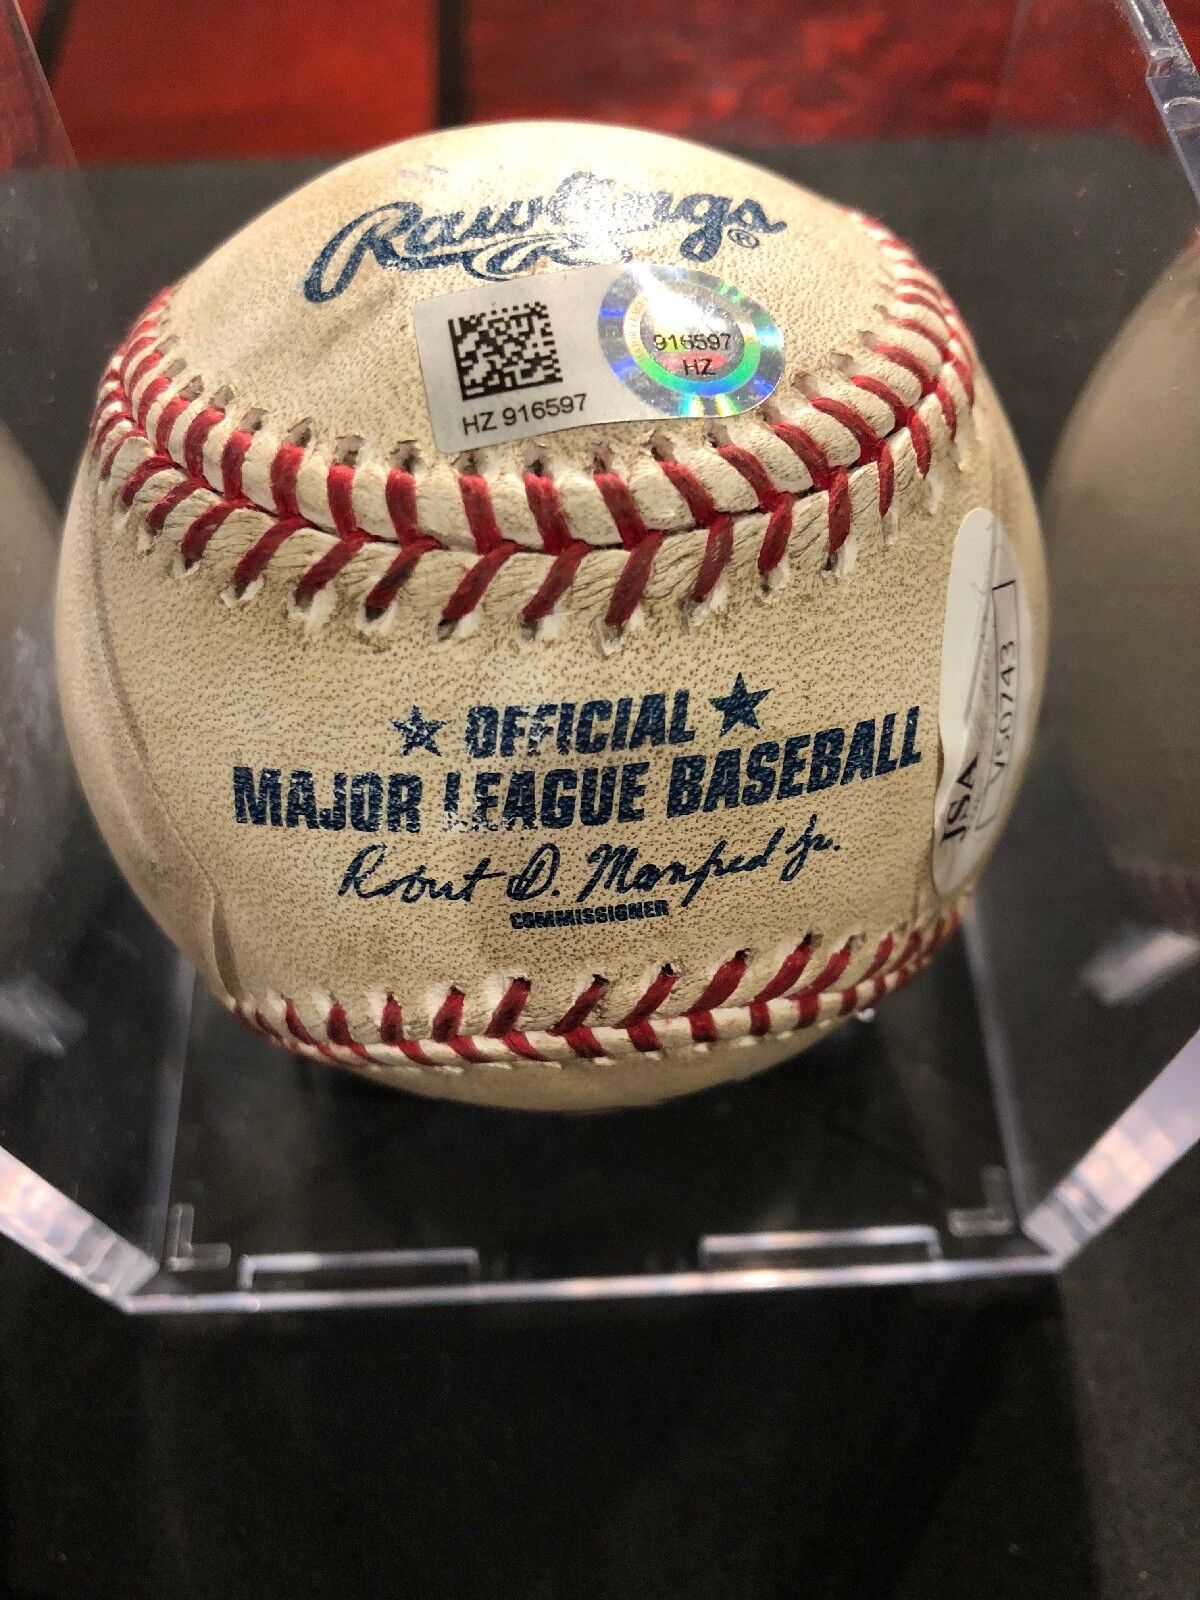 Rawlings®
R
HZ 916597
916597
HZ
OFFICIAL
MAJOR LEAGUE BASEBALL
Robert D. Manfred Jr.
COMMISSIONER
JSA